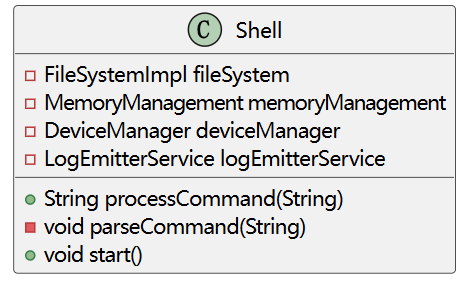 C Shell
FileSystemImpl fileSystem
MemoryManagement memoryManagement
DeviceManager deviceManager
LogEmitterService logEmitterService
String processCommand(String)
void parseCommand(String)
void start()